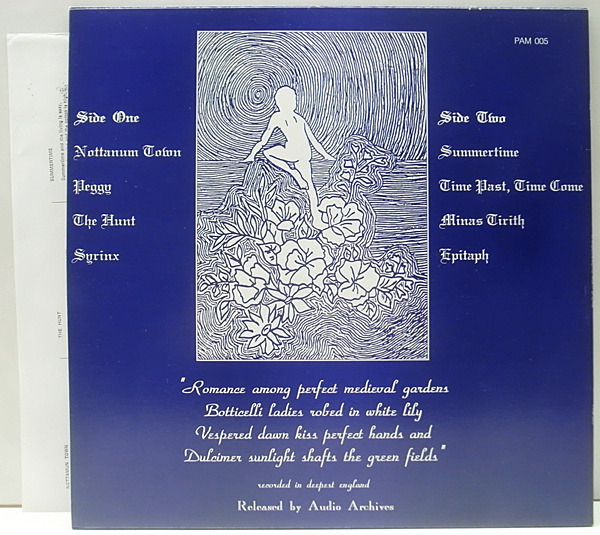 PAM 005
Side One
Nottanum Town
Peggy
The Hunt
Syrinx
Side Two
Summertime
Time Past, Time Come
Minas Tirith
Epitaph
"Romance among perfect medieval gardens
Botticelli ladies robed in white lily
Vespered dawn kiss perfect hands and
Dulcimer sunlight shafts the green fields"
recorded in deepest england
Released by Audio Archives
SUMMERTIME
THE HUNT
NOTTANUM TOWN